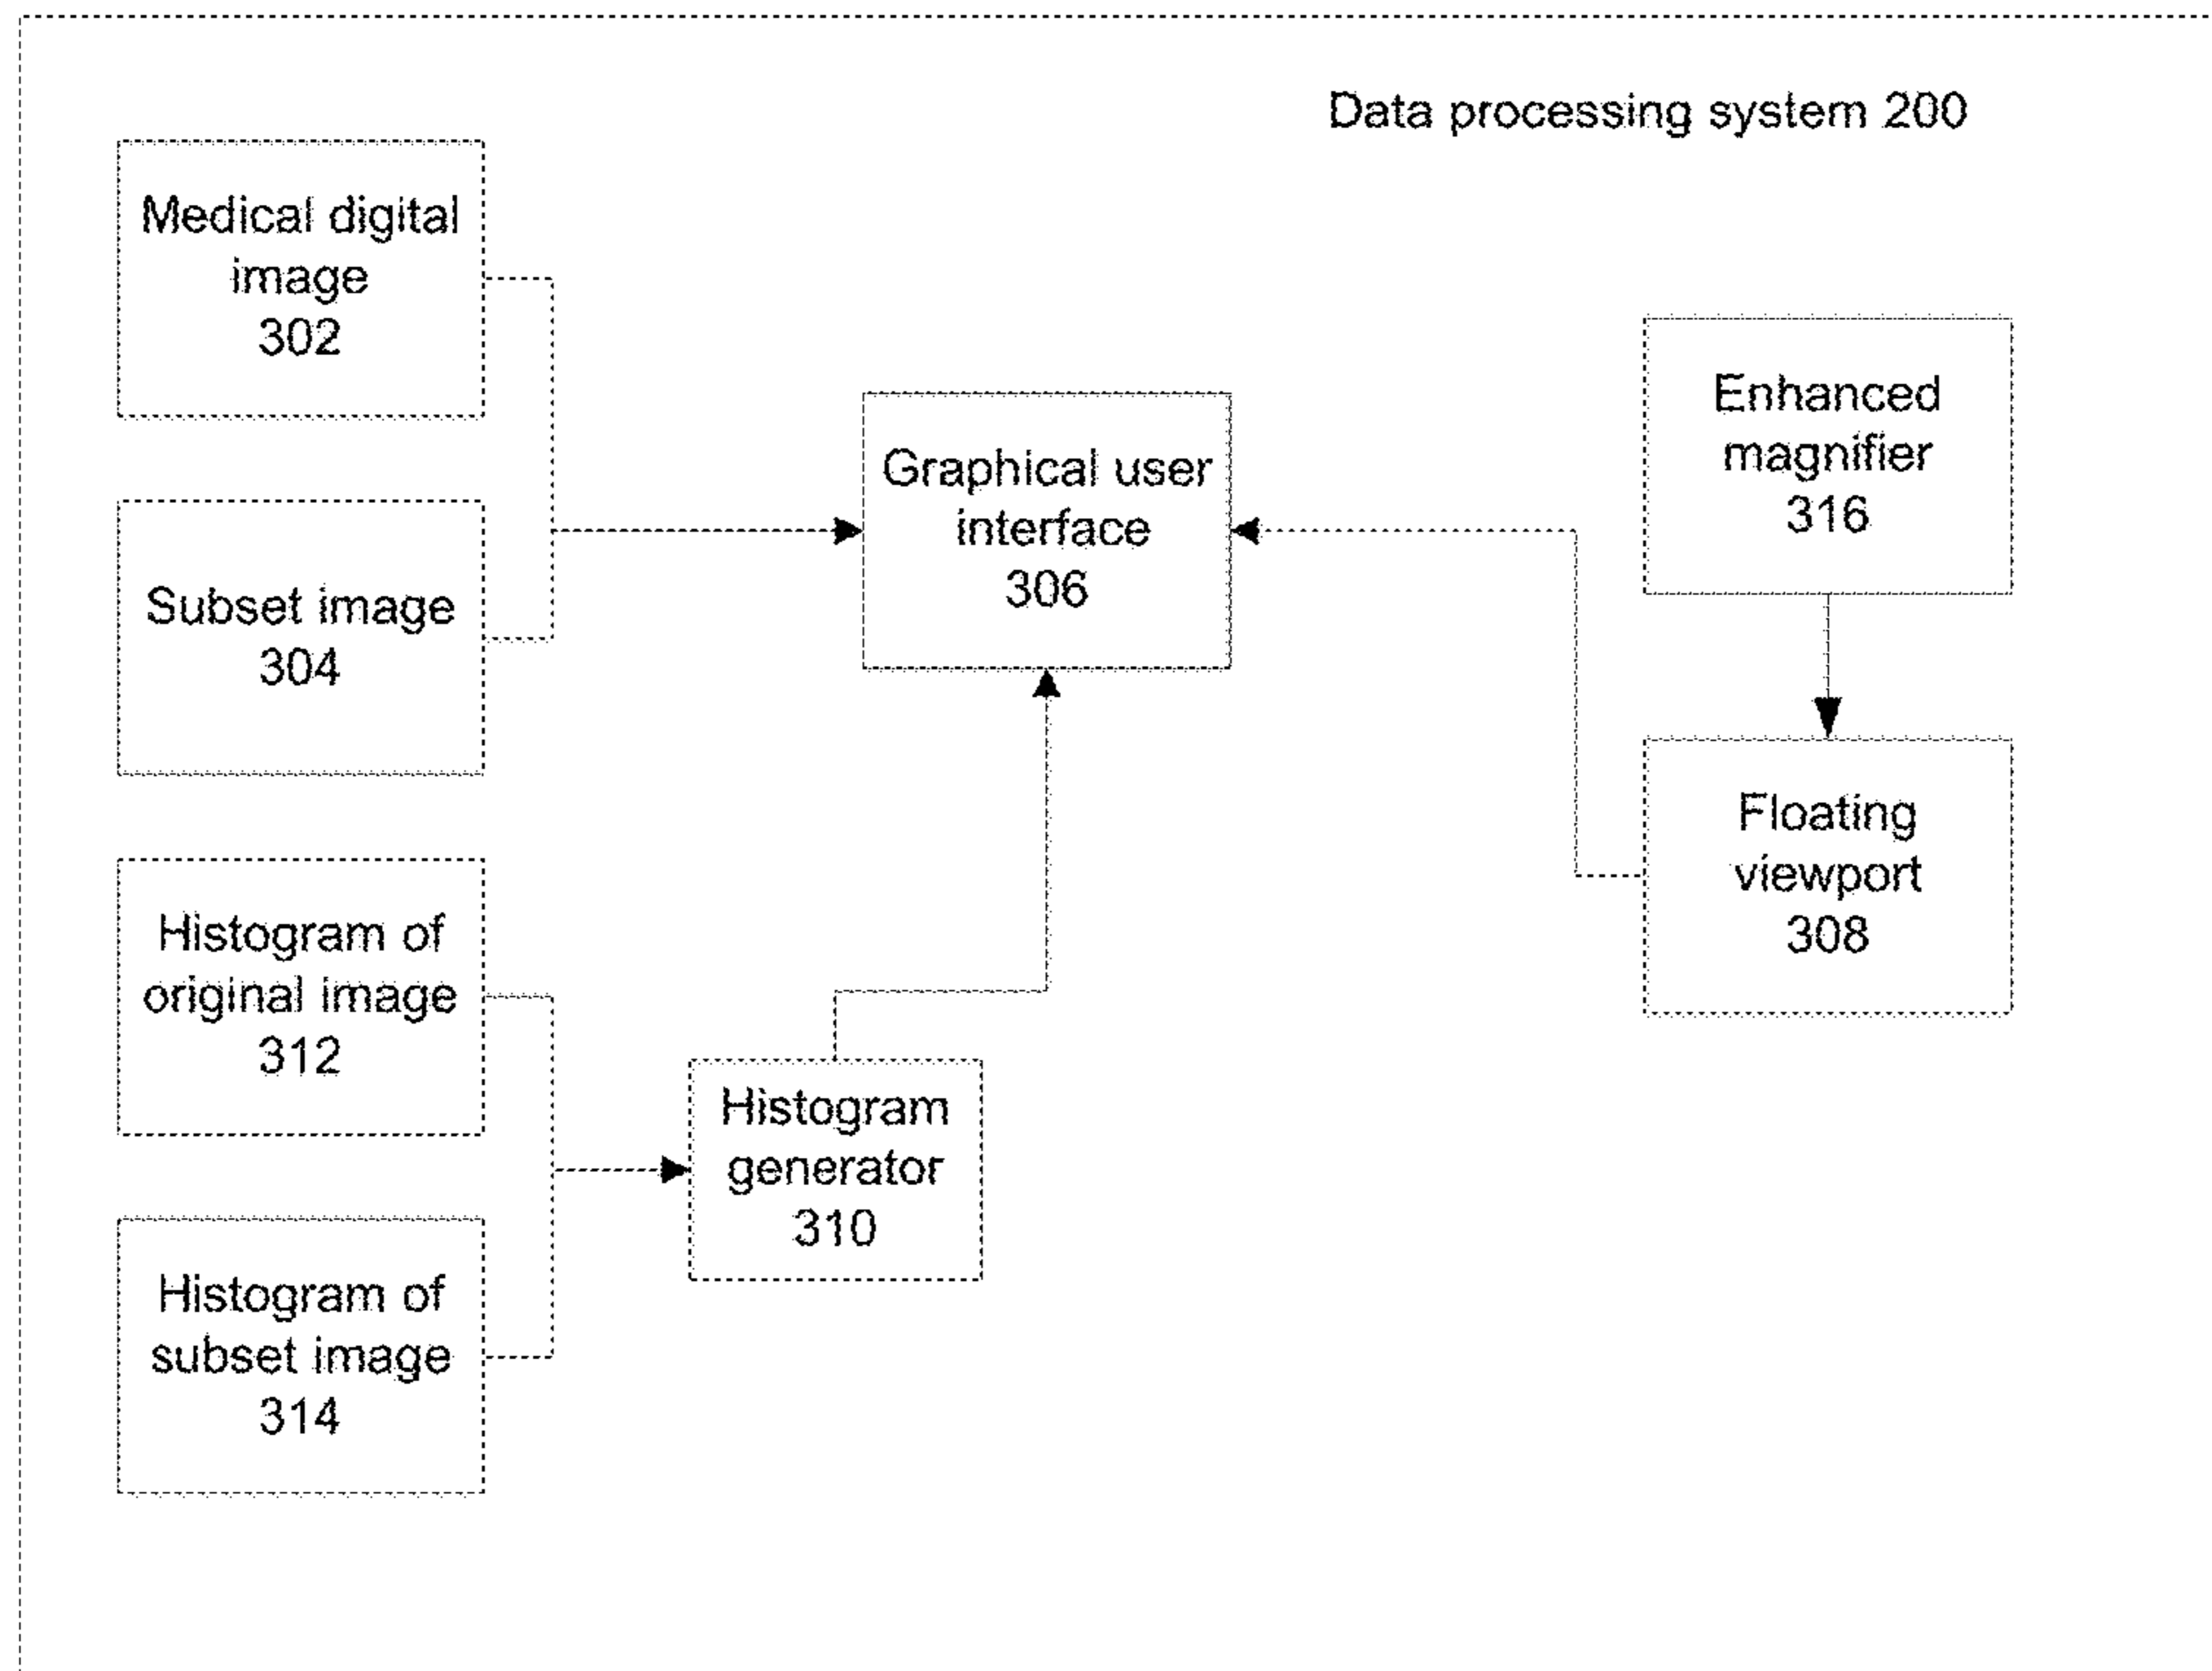 Data processing system 200
Medical digital
image
302
Subset image
304
Histogram of
original image
312
Histogram of
subset image
314
Graphical user
interface
306
Histogram
generator
310
Enhanced
magnifier
316
Floating
viewport
308